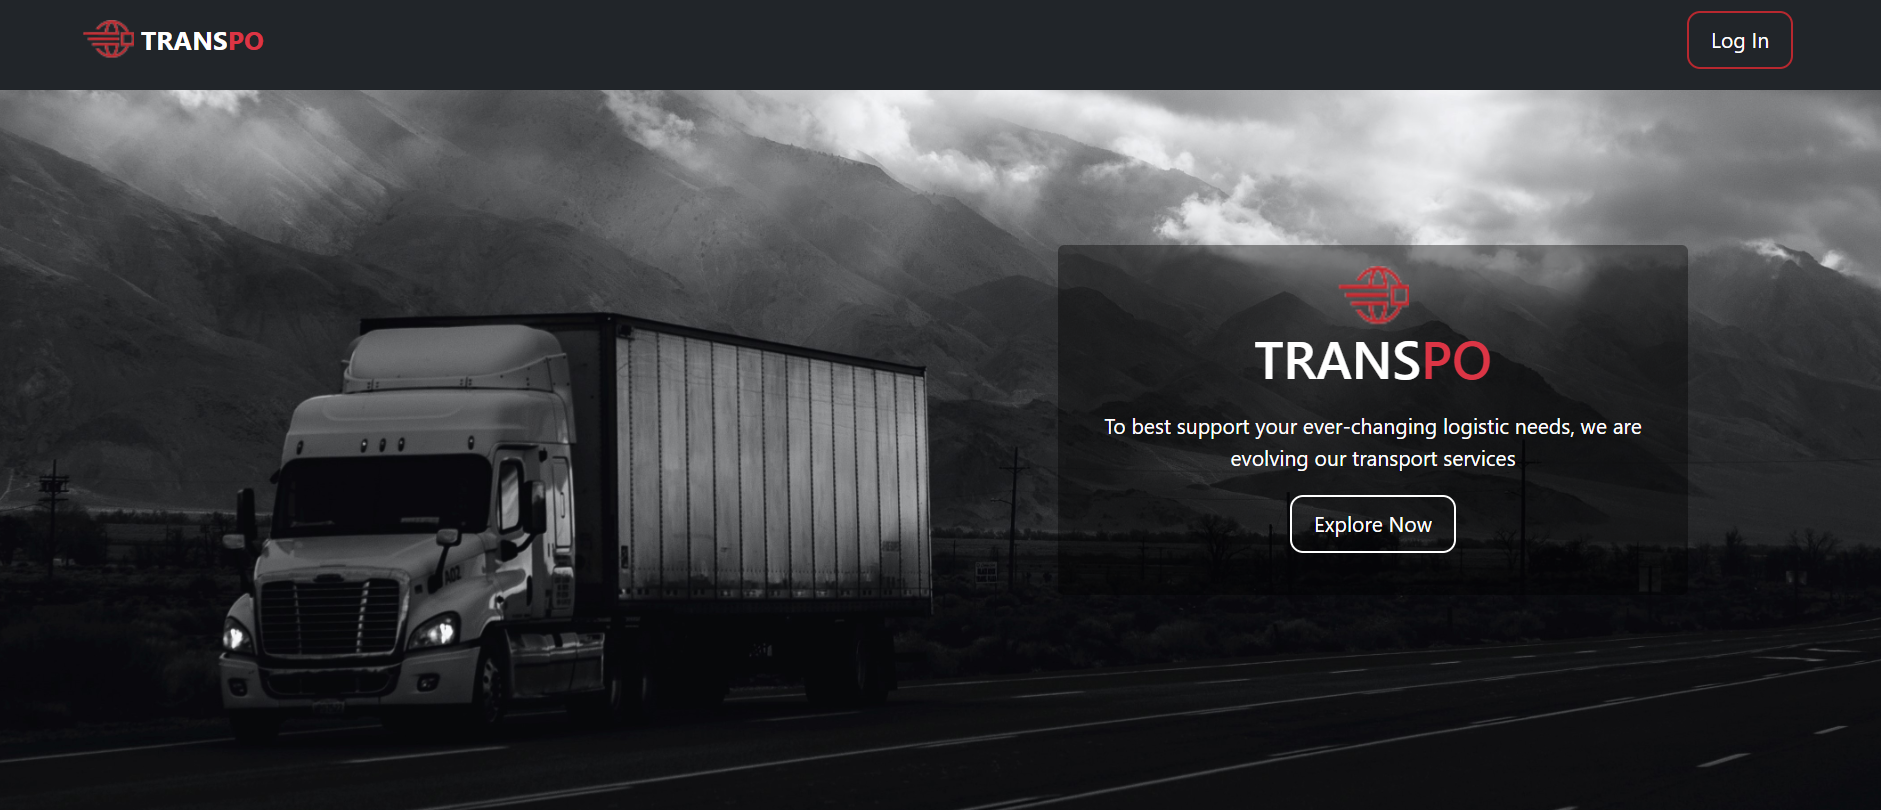 TRANSPO
Log In
TRANSPO
To best support your ever-changing logistic needs, we are
evolving our transport services
Explore Now